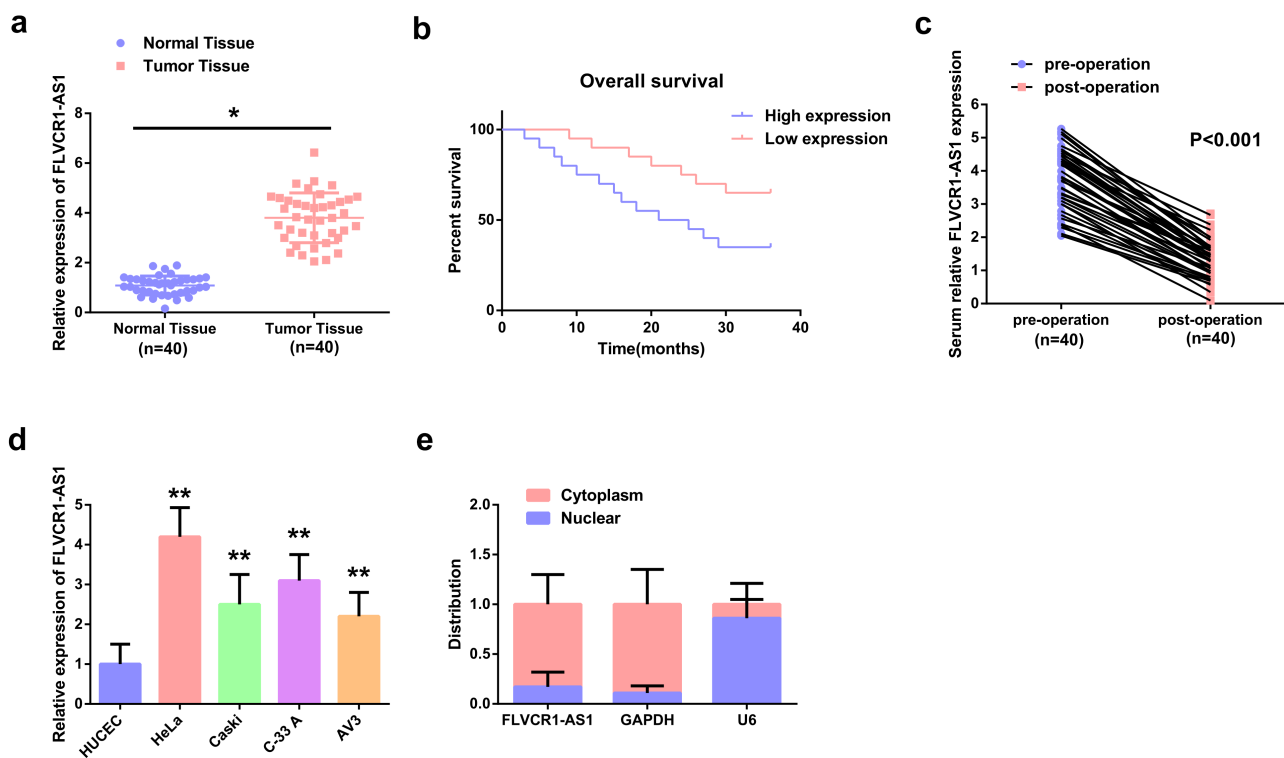 a
Normal Tissue
Tumor Tissue
Relative expression of FLVCR1-AS1
8
6
4
2
0
*
Normal Tissue
(n=40)
Tumor Tissue
(n=40)
b
Overall survival
High expression
Low expression
Percent survival
100
50
0
0 10 20 30 40
Time(months)
c
pre-operation
post-operation
Serum relative FLVCR1-AS1 expression
6
5
4
3
2
1
0
P<0.001
pre-operation
(n=40)
post-operation
(n=40)
d
Relative expression of FLVCR1-AS1
5
4
3
2
1
0
**
**
**
**
HUCEC
HeLa
Caski
C-33 A
AV3
e
Cytoplasm
Nuclear
Distribution
2.0
1.5
1.0
0.5
0.0
FLVCR1-AS1 GAPDH U6